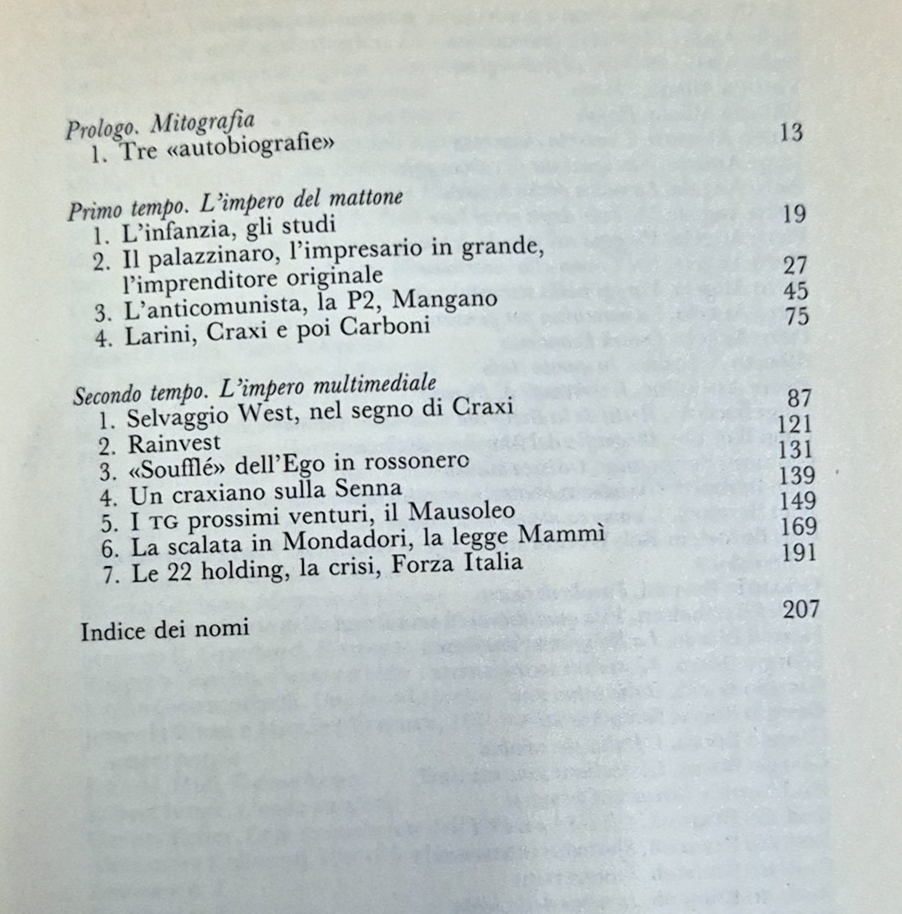 Prologo. Mitografia
1. Tre «autobiografie» 13
Primo tempo. L'impero del mattone
1. L'infanzia, gli studi 19
2. Il palazzinaro, l'impresario in grande,
l'imprenditore originale 27
3. L'anticomunista, la P2, Mangano 45
4. Larini, Craxi e poi Carboni 75
Secondo tempo. L'impero multimediale
1. Selvaggio West, nel segno di Craxi 87
2. Rainvest 121
3. «Soufflé» dell'Ego in rossonero 131
4. Un craxiano sulla Senna 139
5. I TG prossimi venturi, il Mausoleo 149
6. La scalata in Mondadori, la legge Mammì 169
7. Le 22 holding, la crisi, Forza Italia 191
Indice dei nomi 207